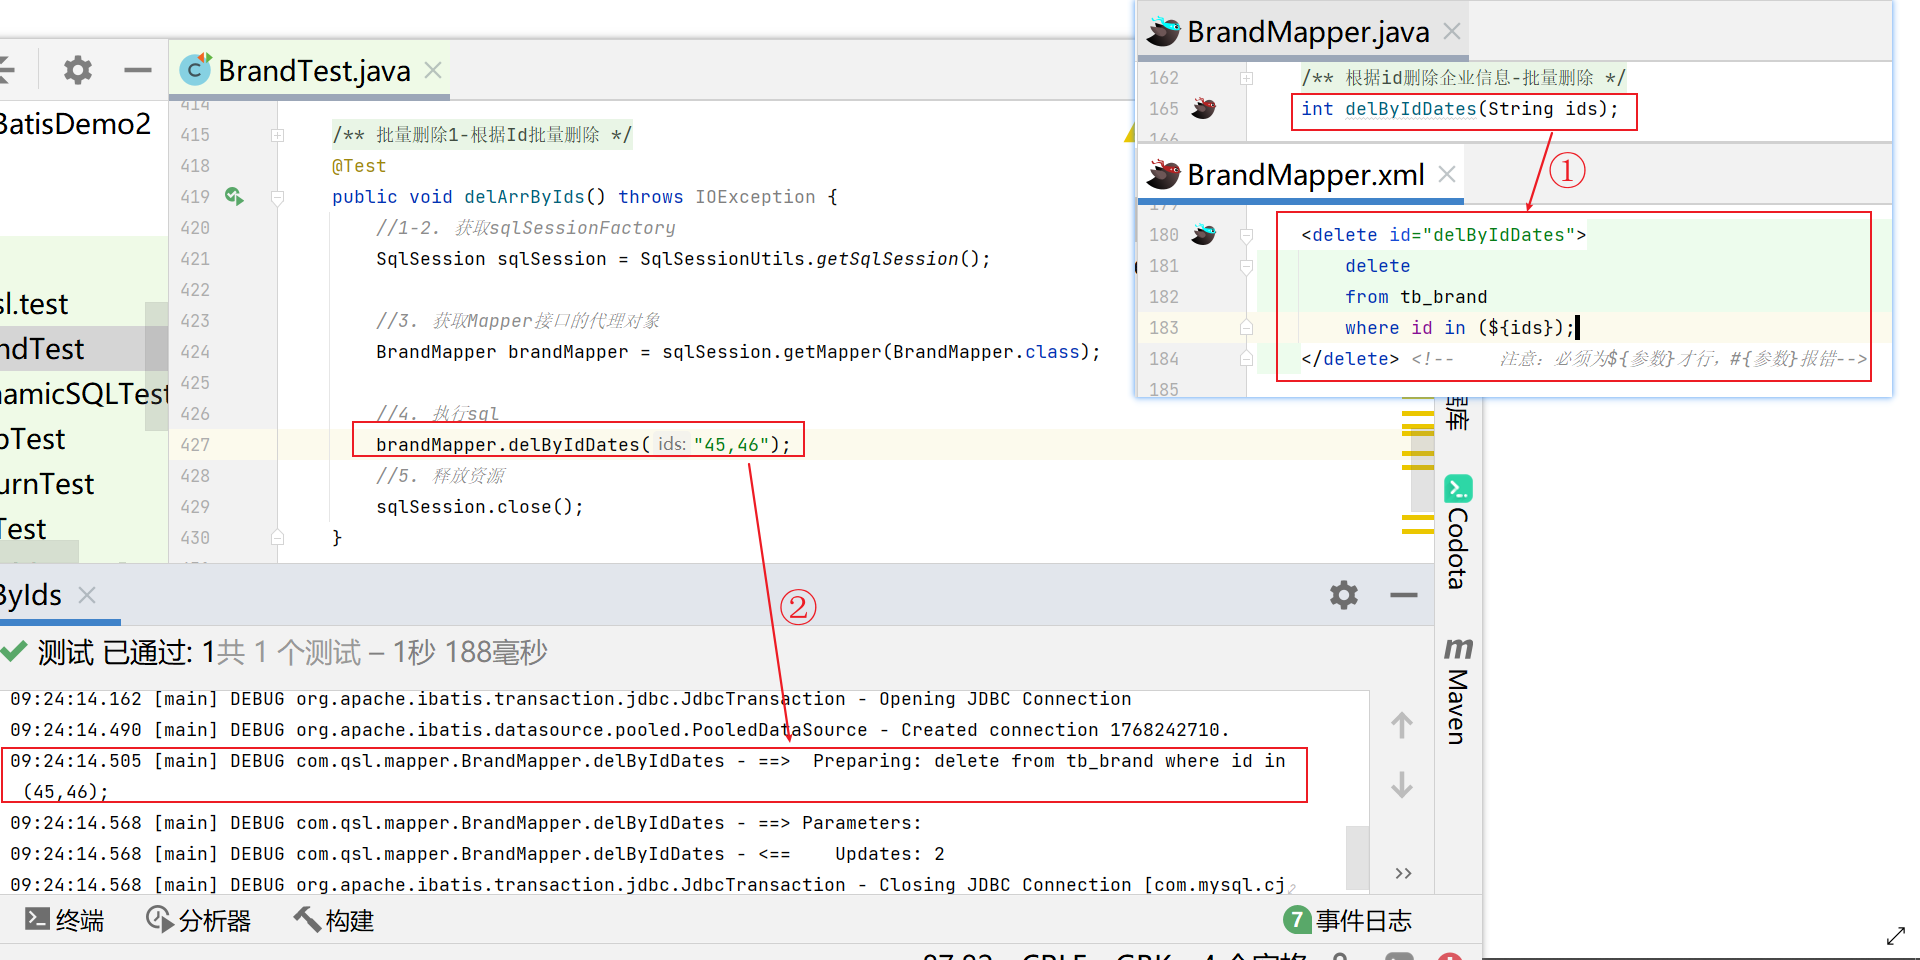 BrandTest.java
BatisDemo2
sl.test
ndTest
namicSQLTest
oTest
urnTest
Test
414
415 /** 批量删除1-根据Id批量删除 */
418 @Test
419 public void delArrByIds() throws IOException {
420 //1-2. 获取sqlSessionFactory
421 SqlSession sqlSession = SqlSessionUtils.getSqlSession();
422
423 //3. 获取Mapper接口的代理对象
424 BrandMapper brandMapper = sqlSession.getMapper(BrandMapper.class);
425
426 //4. 执行sql
427 brandMapper.delByIdDates( ids: "45,46");
428 //5. 释放资源
429 sqlSession.close();
430 }
BrandMapper.java
162 /** 根据id删除企业信息-批量删除 */
165 int delByIdDates(String ids);
166
①
BrandMapper.xml
180 <delete id="delByIdDates">
181 delete
182 from tb_brand
183 where id in (${ids});
184 </delete> <!-- 注意: 必须为${参数}才行，#{参数}报错-->
185
库
Codota
Maven
ByIds
②
测试 已通过: 1共 1 个测试 – 1秒 188毫秒
09:24:14.162 [main] DEBUG org.apache.ibatis.transaction.jdbc.JdbcTransaction - Opening JDBC Connection
09:24:14.490 [main] DEBUG org.apache.ibatis.datasource.pooled.PooledDataSource - Created connection 1768242710.
09:24:14.505 [main] DEBUG com.qsl.mapper.BrandMapper.delByIdDates - ==>  Preparing: delete from tb_brand where id in
(45,46);
09:24:14.568 [main] DEBUG com.qsl.mapper.BrandMapper.delByIdDates - ==> Parameters:
09:24:14.568 [main] DEBUG com.qsl.mapper.BrandMapper.delByIdDates - <==    Updates: 2
09:24:14.568 [main] DEBUG org.apache.ibatis.transaction.jdbc.JdbcTransaction - Closing JDBC Connection [com.mysql.cj
终端 分析器 构建 7 事件日志
CRLF GBK 4 个空格